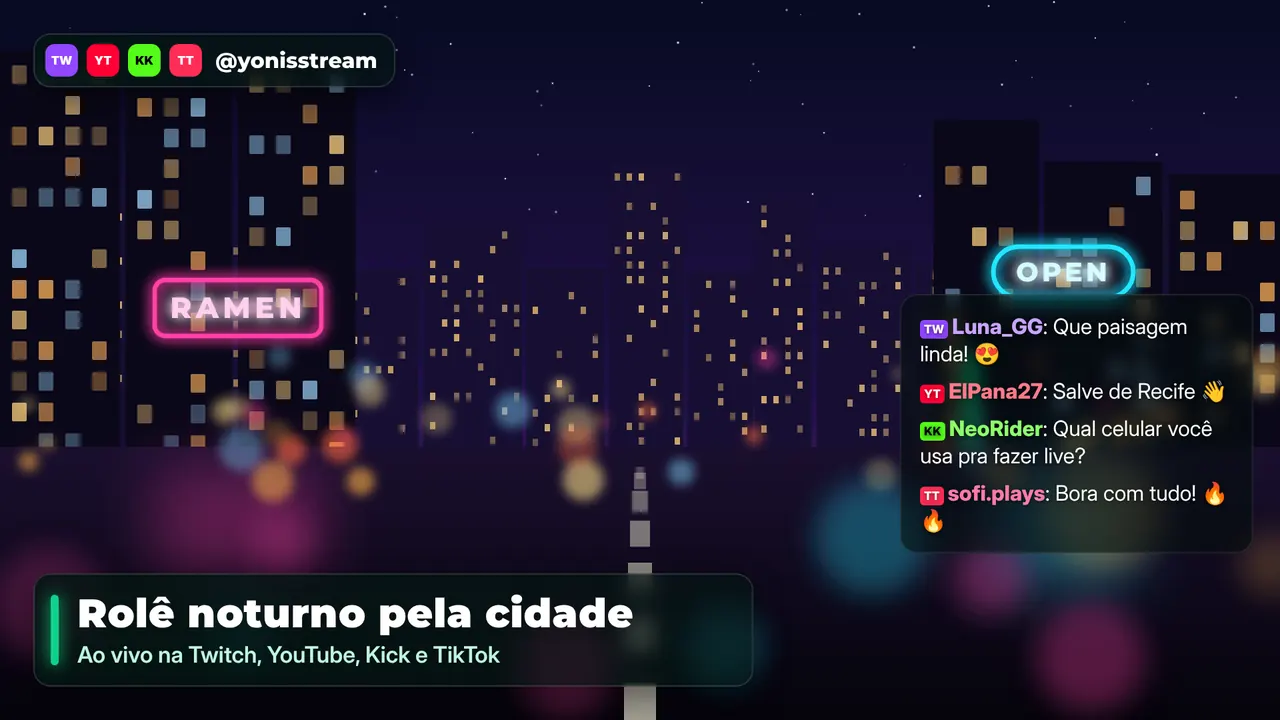 TW YT KK TT @yonisstream
RAMEN
OPEN
TW Luna_GG: Que paisagem
linda! 😍
YT ElPana27: Salve de Recife 👋
KK NeoRider: Qual celular você
usa pra fazer live?
TT sofi.plays: Bora com tudo! 🔥
🔥
Rolê noturno pela cidade
Ao vivo na Twitch, YouTube, Kick e TikTok